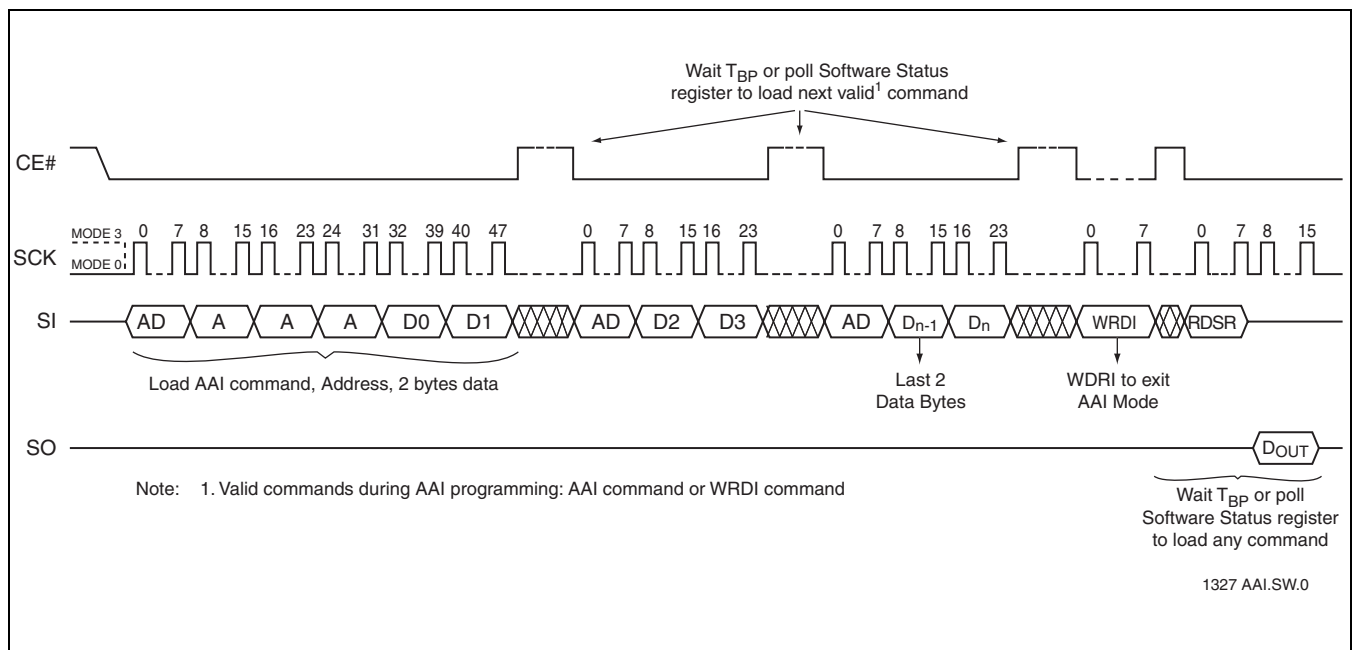 Wait TBP or poll Software Status
register to load next valid1 command
CE#
MODE 3
MODE 0
SCK
0 7 8 15 16 23 24 31 32 39 40 47 0 7 8 15 16 23 0 7 8 15 16 23 0 7 0 7 8 15
SI
AD A A A D0 D1 AD D2 D3 AD Dn-1 Dn WRDI RDSR
Load AAI command, Address, 2 bytes data
Last 2
Data Bytes
WDRI to exit
AAI Mode
SO
DOUT
Note: 1. Valid commands during AAI programming: AAI command or WRDI command
Wait TBP or poll
Software Status register
to load any command
1327 AAI.SW.0